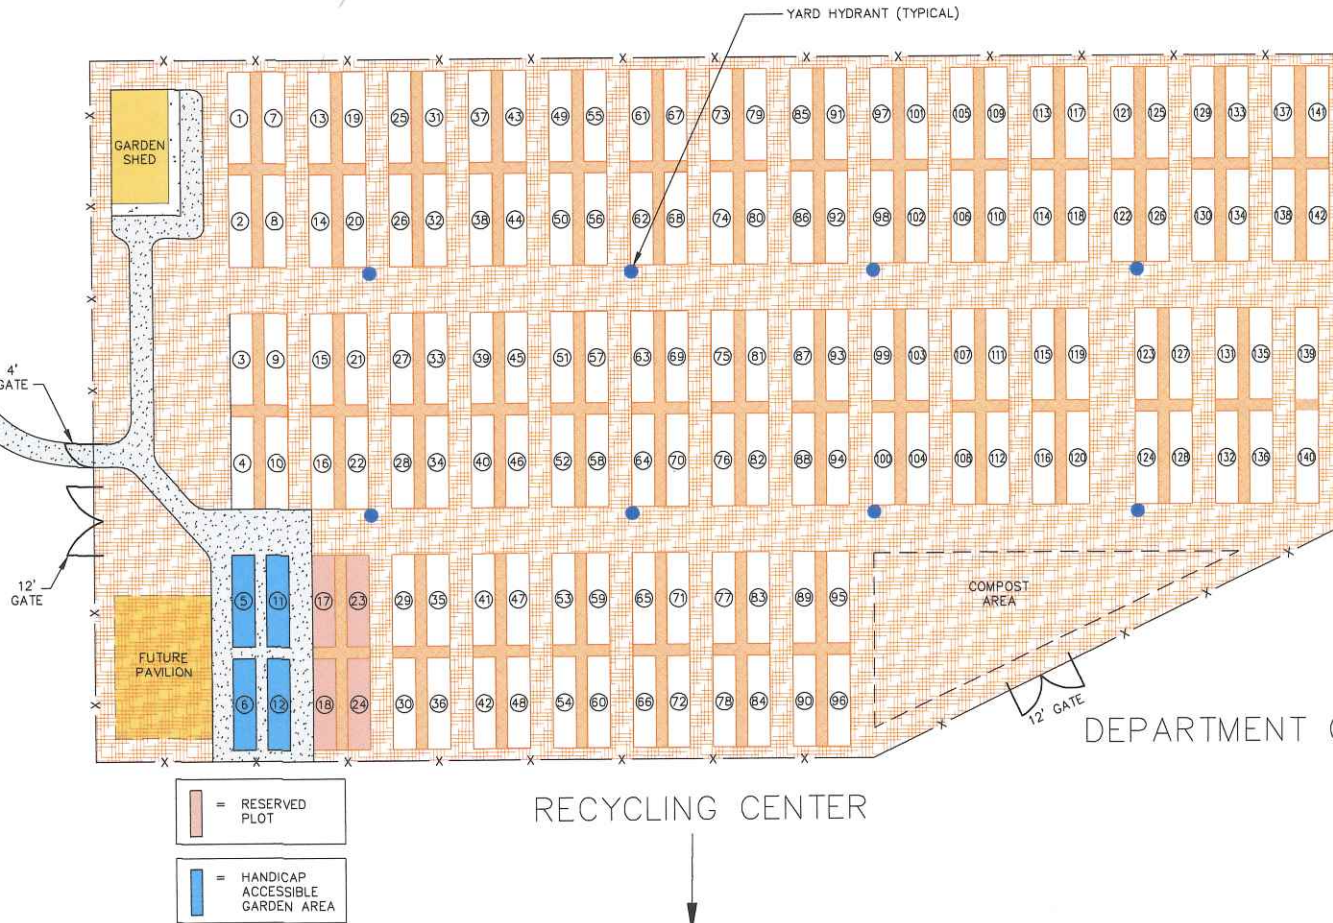 YARD HYDRANT (TYPICAL)
GARDEN
SHED
1 7 13 19 25 31 37 43 49 55 61 67 73 79 85 91 97 101 105 109 113 117 121 125 129 133 137 141
2 8 14 20 26 32 38 44 50 56 62 68 74 80 86 92 98 102 106 110 114 118 122 126 130 134 138 142
3 9 15 21 27 33 39 45 51 57 63 69 75 81 87 93 99 103 107 111 115 119 123 127 131 135 139
4'
GATE
4 10 16 22 28 34 40 46 52 58 64 70 76 82 88 94 100 104 108 112 116 120 124 128 132 136 140
12'
GATE
5 11 17 23 29 35 41 47 53 59 65 71 77 83 89 95
COMPOST
AREA
FUTURE
PAVILION
6 12 18 24 30 36 42 48 54 60 66 72 78 84 90 96
12' GATE
DEPARTMENT
= RESERVED
PLOT
RECYCLING CENTER
= HANDICAP
ACCESSIBLE
GARDEN AREA
X X X X X X X X X X X X X
X X X X X X
X X X X X X X X
X X X X